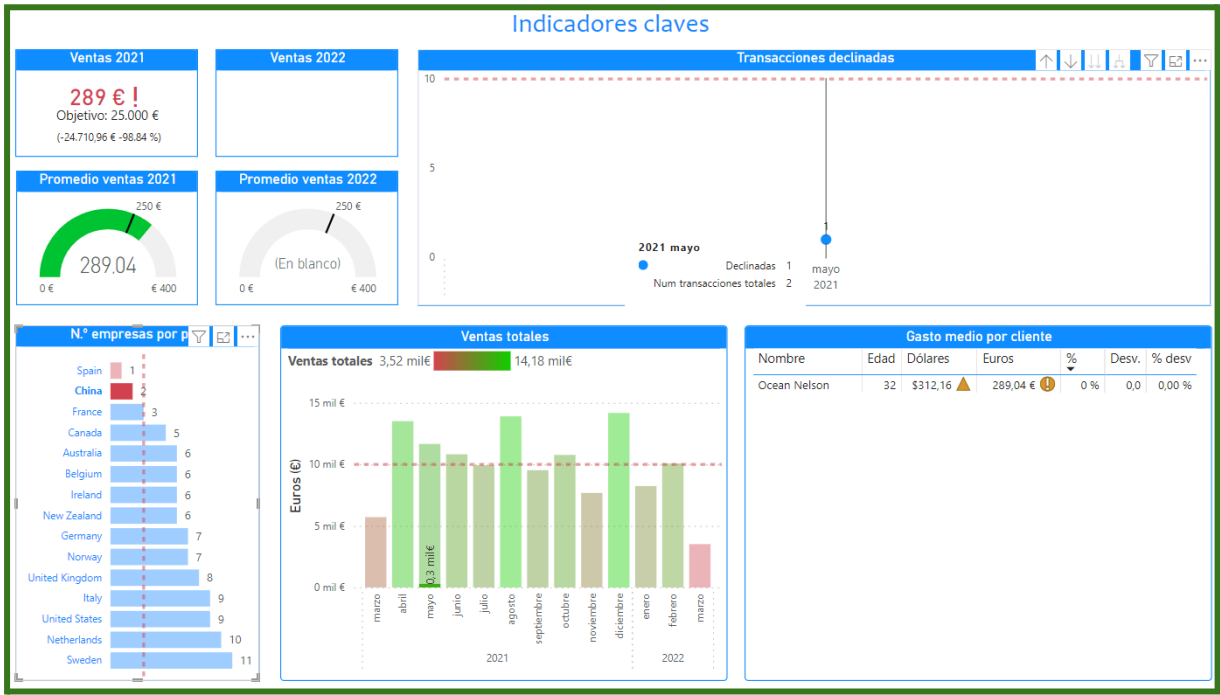 Indicadores claves
Ventas 2021
289 € !
Objetivo: 25.000 €
(-24.710,96 € -98.84 %)
Ventas 2022
Transacciones declinadas
10
5
0
1
mayo
2021
2021 mayo
Declinadas 1
Num transacciones totales 2
Promedio ventas 2021
250 €
289,04
0 € € 400
Promedio ventas 2022
250 €
(En blanco)
0 € € 400
N.º empresas por p
Spain 1
China 2
France 3
Canada 5
Australia 6
Belgium 6
Ireland 6
New Zealand 6
Germany 7
Norway 7
United Kingdom 8
Italy 9
United States 9
Netherlands 10
Sweden 11
Ventas totales
Ventas totales 3,52 mil€ 14,18 mil€
Euros (€)
15 mil €
10 mil €
5 mil €
0 mil €
0,3 mil€
marzo abril mayo junio julio agosto septiembre octubre noviembre diciembre enero febrero marzo
2021 2022
Gasto medio por cliente
Nombre Edad Dólares Euros % Desv. % desv
Ocean Nelson 32 $312,16 289,04 € 0 % 0,0 0,00 %